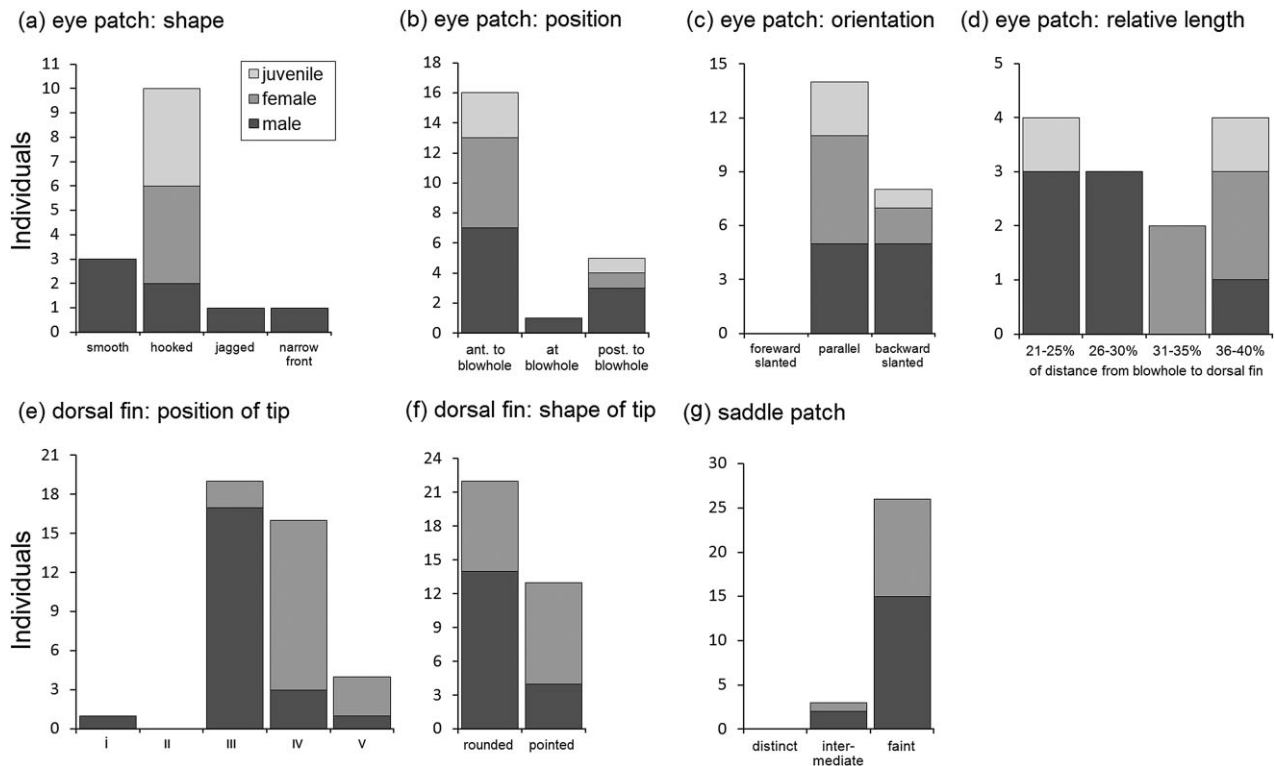 (a) eye patch: shape
(b) eye patch: position
(c) eye patch: orientation
(d) eye patch: relative length
Individuals
11
10
9
8
7
6
5
4
3
2
1
0
juvenile
female
male
smooth
hooked
jagged
narrow
front
18
16
14
12
10
8
6
4
2
0
ant. to
blowhole
at
blowhole
post. to
blowhole
15
12
9
6
3
0
foreward
slanted
parallel
backward
slanted
5
4
3
2
1
0
21-25%
26-30%
31-35%
36-40%
of distance from blowhole to dorsal fin
(e) dorsal fin: position of tip
(f) dorsal fin: shape of tip
(g) saddle patch
Individuals
21
18
15
12
9
6
3
0
i
II
III
IV
V
24
21
18
15
12
9
6
3
0
rounded
pointed
30
25
20
15
10
5
0
distinct
inter-
mediate
faint